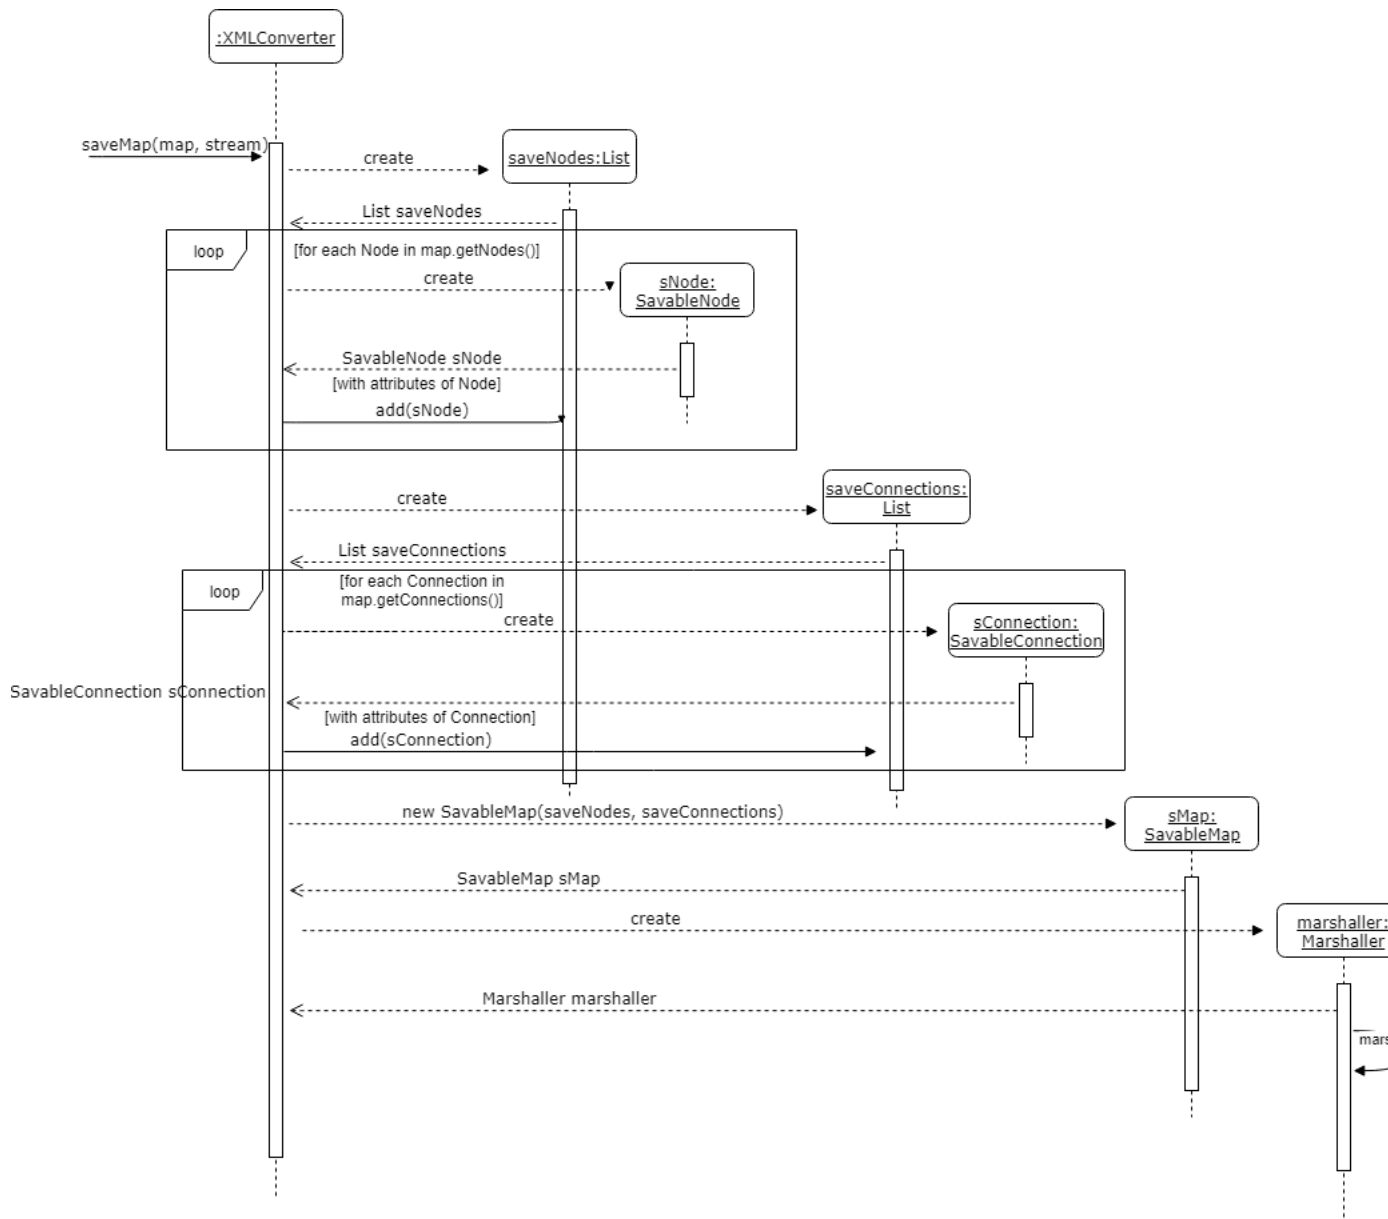 :XMLConverter
saveMap(map, stream)
create
saveNodes:List
List saveNodes
loop
[for each Node in map.getNodes()]
create
sNode:
SavableNode
SavableNode sNode
[with attributes of Node]
add(sNode)
create
saveConnections:
List
List saveConnections
loop
[for each Connection in
map.getConnections()]
create
sConnection:
SavableConnection
SavableConnection sConnection
[with attributes of Connection]
add(sConnection)
new SavableMap(saveNodes, saveConnections)
sMap:
SavableMap
SavableMap sMap
create
marshaller:
Marshaller
Marshaller marshaller